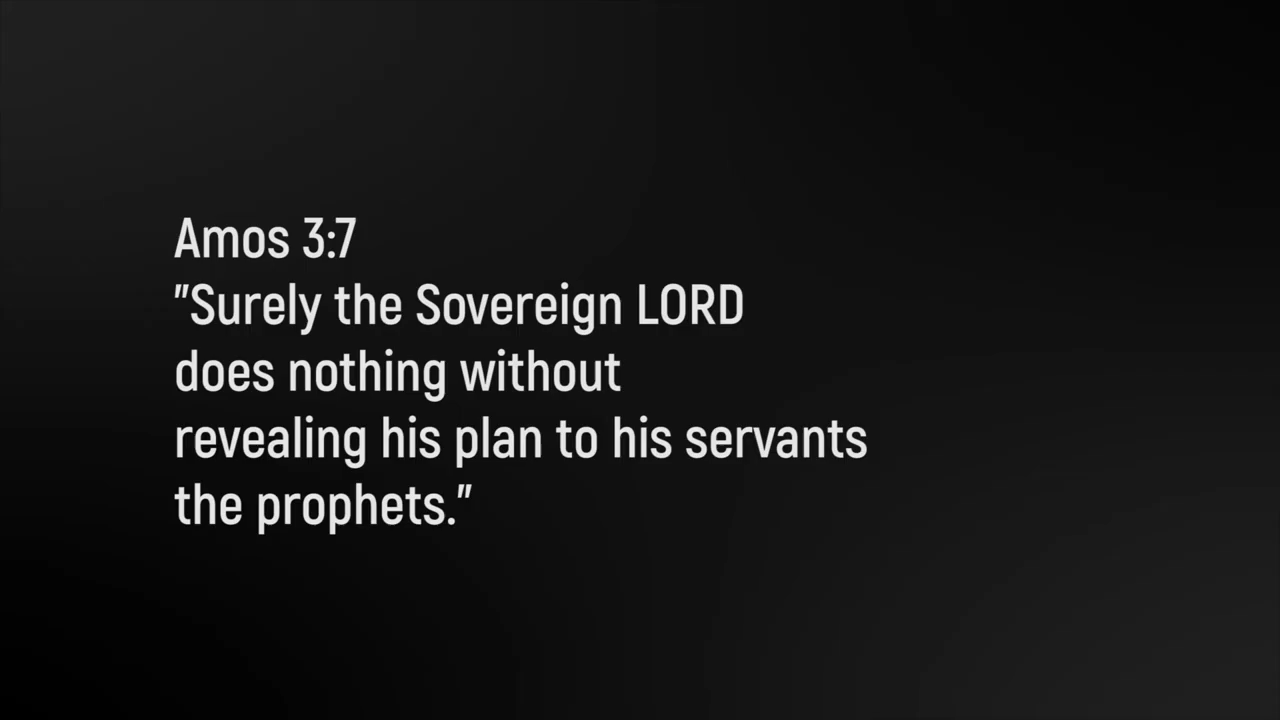 Amos 3:7
"Surely the Sovereign LORD
does nothing without
revealing his plan to his servants
the prophets."